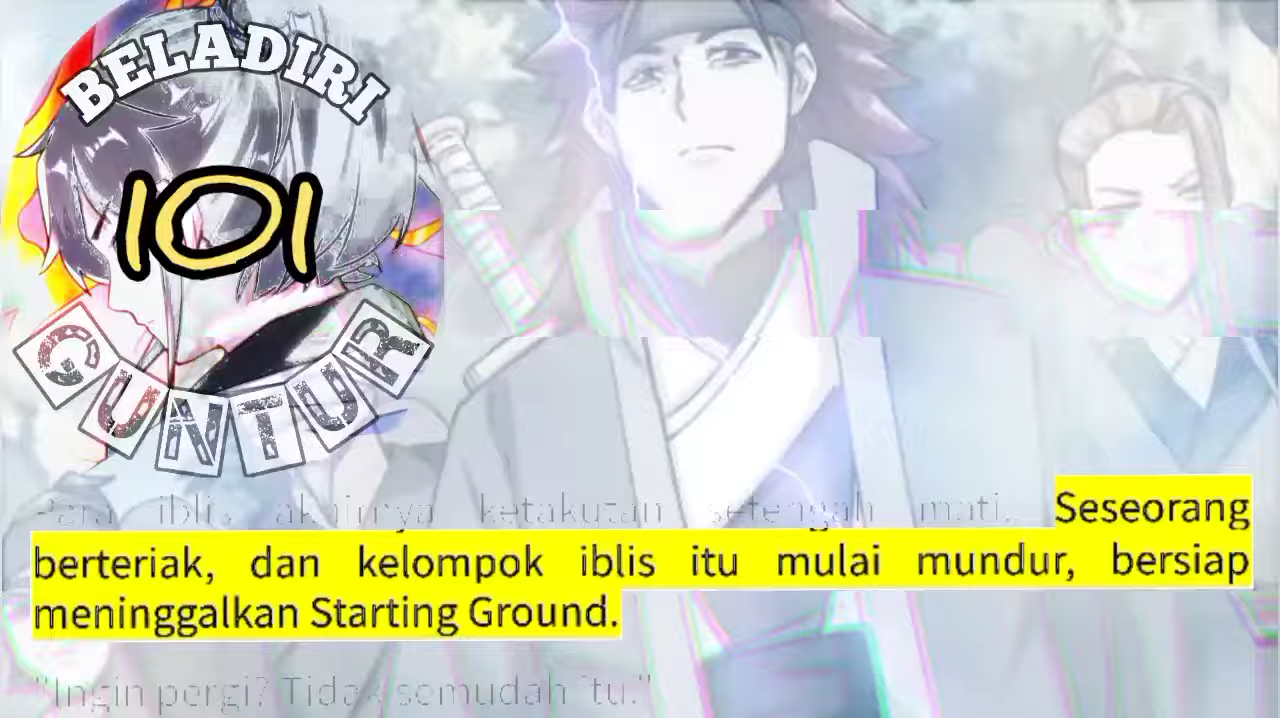 BELADIRI
101
GUNTUR
Para iblis akhirnya ketakutan setengah mati. Seseorang
berteriak, dan kelompok iblis itu mulai mundur, bersiap
meninggalkan Starting Ground.
"Ingin pergi? Tidak semudah itu."